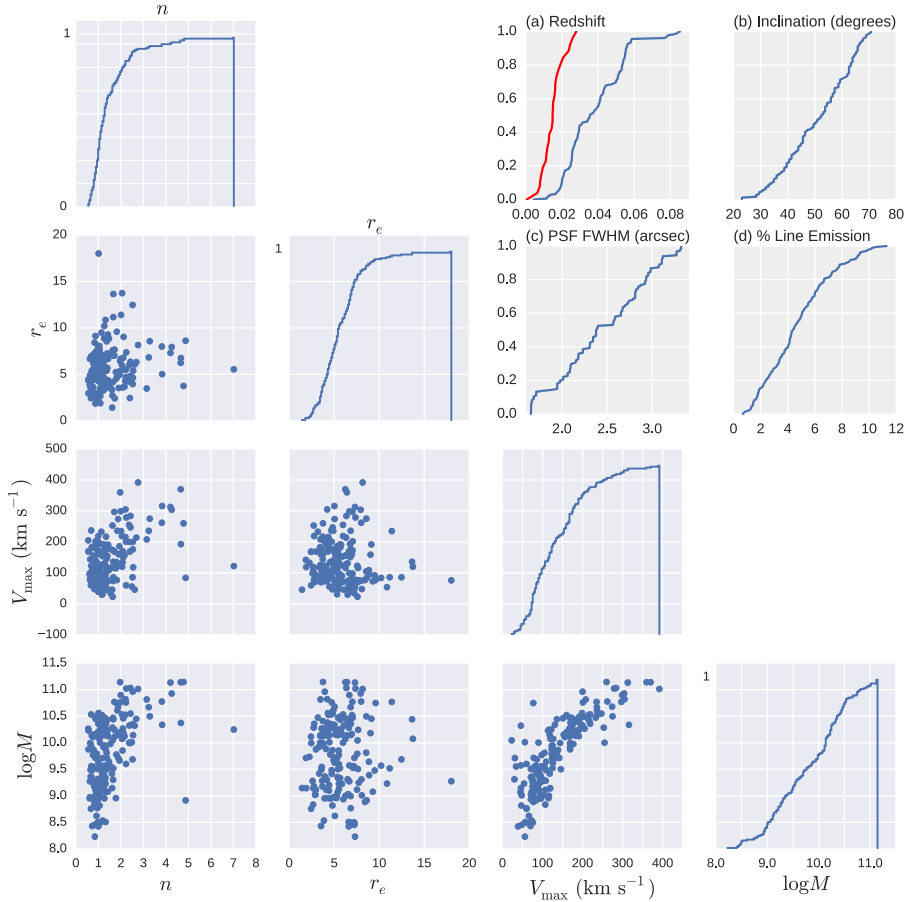 n
1
0
(a) Redshift
1.0
0.8
0.6
0.4
0.2
0.0
0.00 0.02 0.04 0.06 0.08
(b) Inclination (degrees)
20 30 40 50 60 70 80
r_e
20
15
10
5
0
r_e
1
0
(c) PSF FWHM (arcsec)
1.0
0.8
0.6
0.4
0.2
0.0
2.0 2.5 3.0
(d) % Line Emission
0 2 4 6 8 10 12
V_max (km s⁻¹)
500
400
300
200
100
0
−100
log M
11.5
11.0
10.5
10.0
9.5
9.0
8.5
8.0
0 1 2 3 4 5 6 7 8
n
0 5 10 15 20
r_e
0 100 200 300 400
V_max (km s⁻¹)
1
8.0 9.0 10.0 11.0
log M